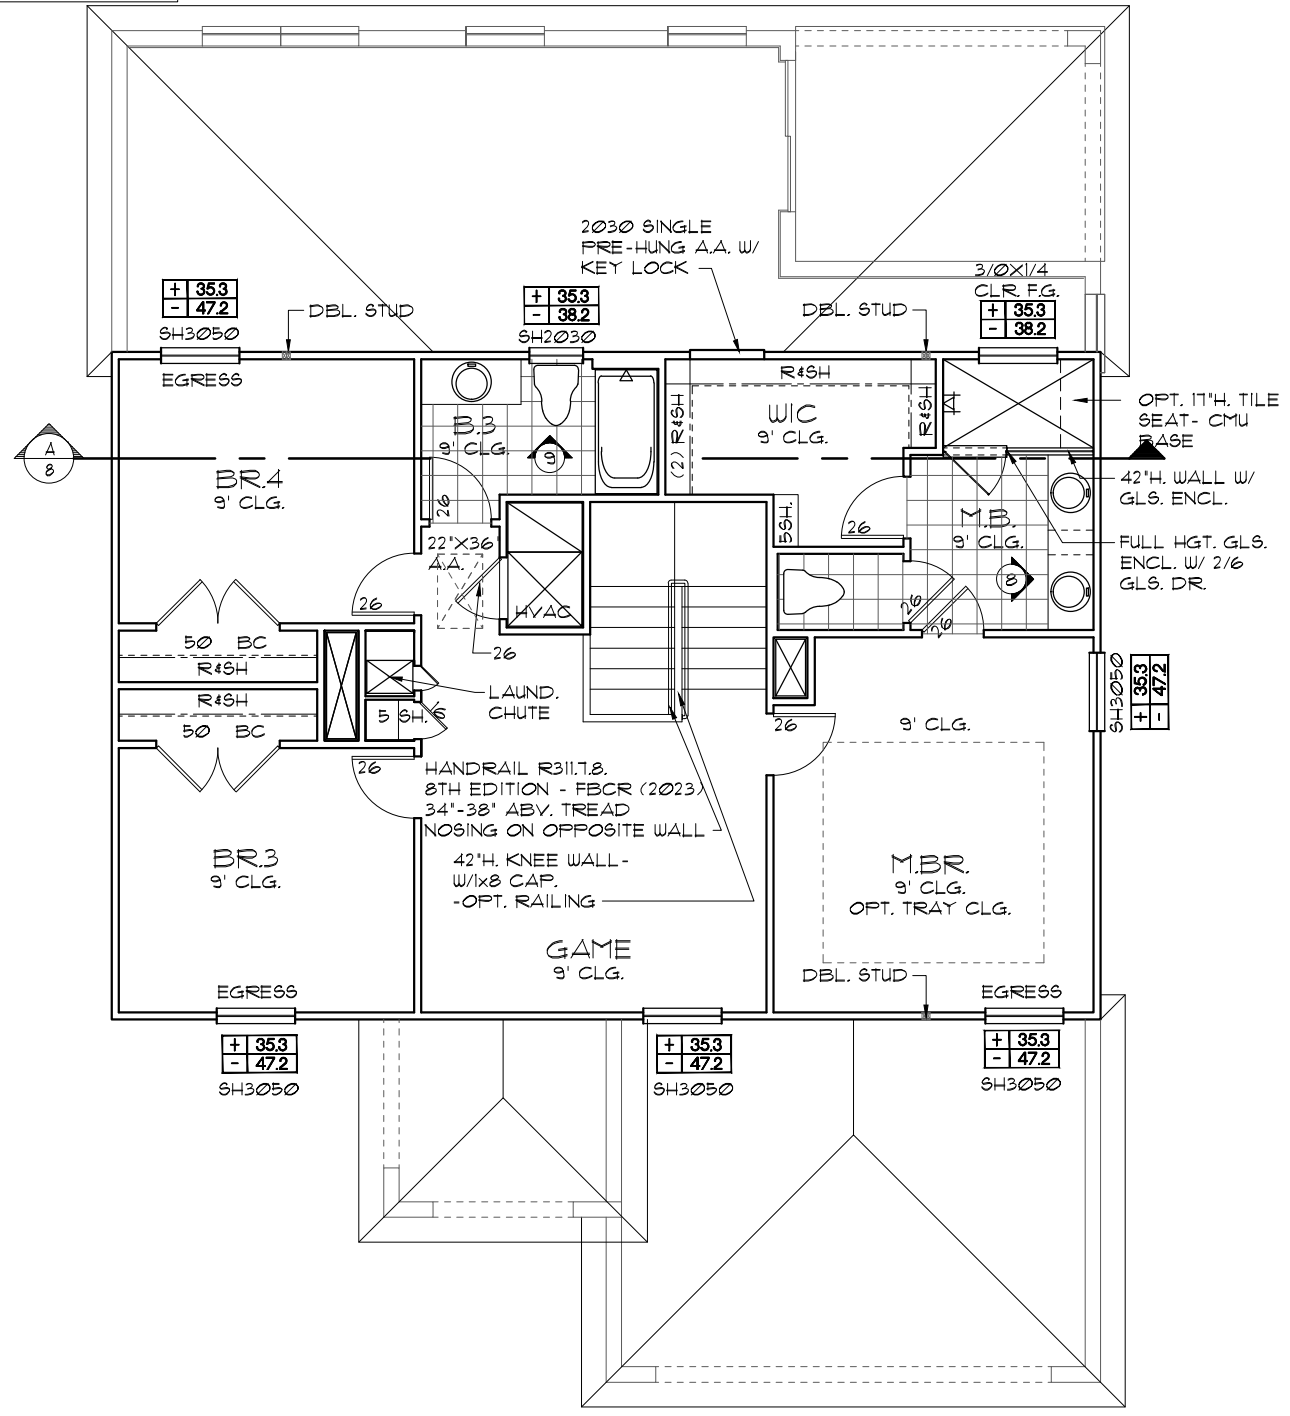 2030 SINGLE
PRE-HUNG A.A. W/
KEY LOCK
3/0X1/4
CLR. F.G.
+ 35.3
- 47.2
SH3050
EGRESS
DBL. STUD
+ 35.3
- 38.2
SH2030
DBL. STUD
+ 35.3
- 38.2
R&SH
(2) R&SH
R&SH
WIC
9' CLG.
OPT. 17"H. TILE
SEAT- CMU
BASE
B.3
9' CLG.
A
8
BR.4
9' CLG.
9
42"H. WALL W/
GLS. ENCL.
26
5SH.
26
M.B.
9' CLG.
FULL HGT. GLS.
ENCL. W/ 2/6
GLS. DR.
22"X36"
A.A.
8
HVAC
26
26
26
26
50 BC
R&SH
LAUND.
CHUTE
R&SH
50 BC
5 SH.
1/6
SH3050
+ 35.3
- 47.2
26
9' CLG.
26
HANDRAIL R311.7.8.
8TH EDITION - FBCR (2023)
34"-38" ABV. TREAD
NOSING ON OPPOSITE WALL
42"H. KNEE WALL-
W/1x8 CAP.
-OPT. RAILING
BR.3
9' CLG.
M.BR.
9' CLG.
OPT. TRAY CLG.
GAME
9' CLG.
DBL. STUD
EGRESS
EGRESS
+ 35.3
- 47.2
SH3050
+ 35.3
- 47.2
SH3050
+ 35.3
- 47.2
SH3050